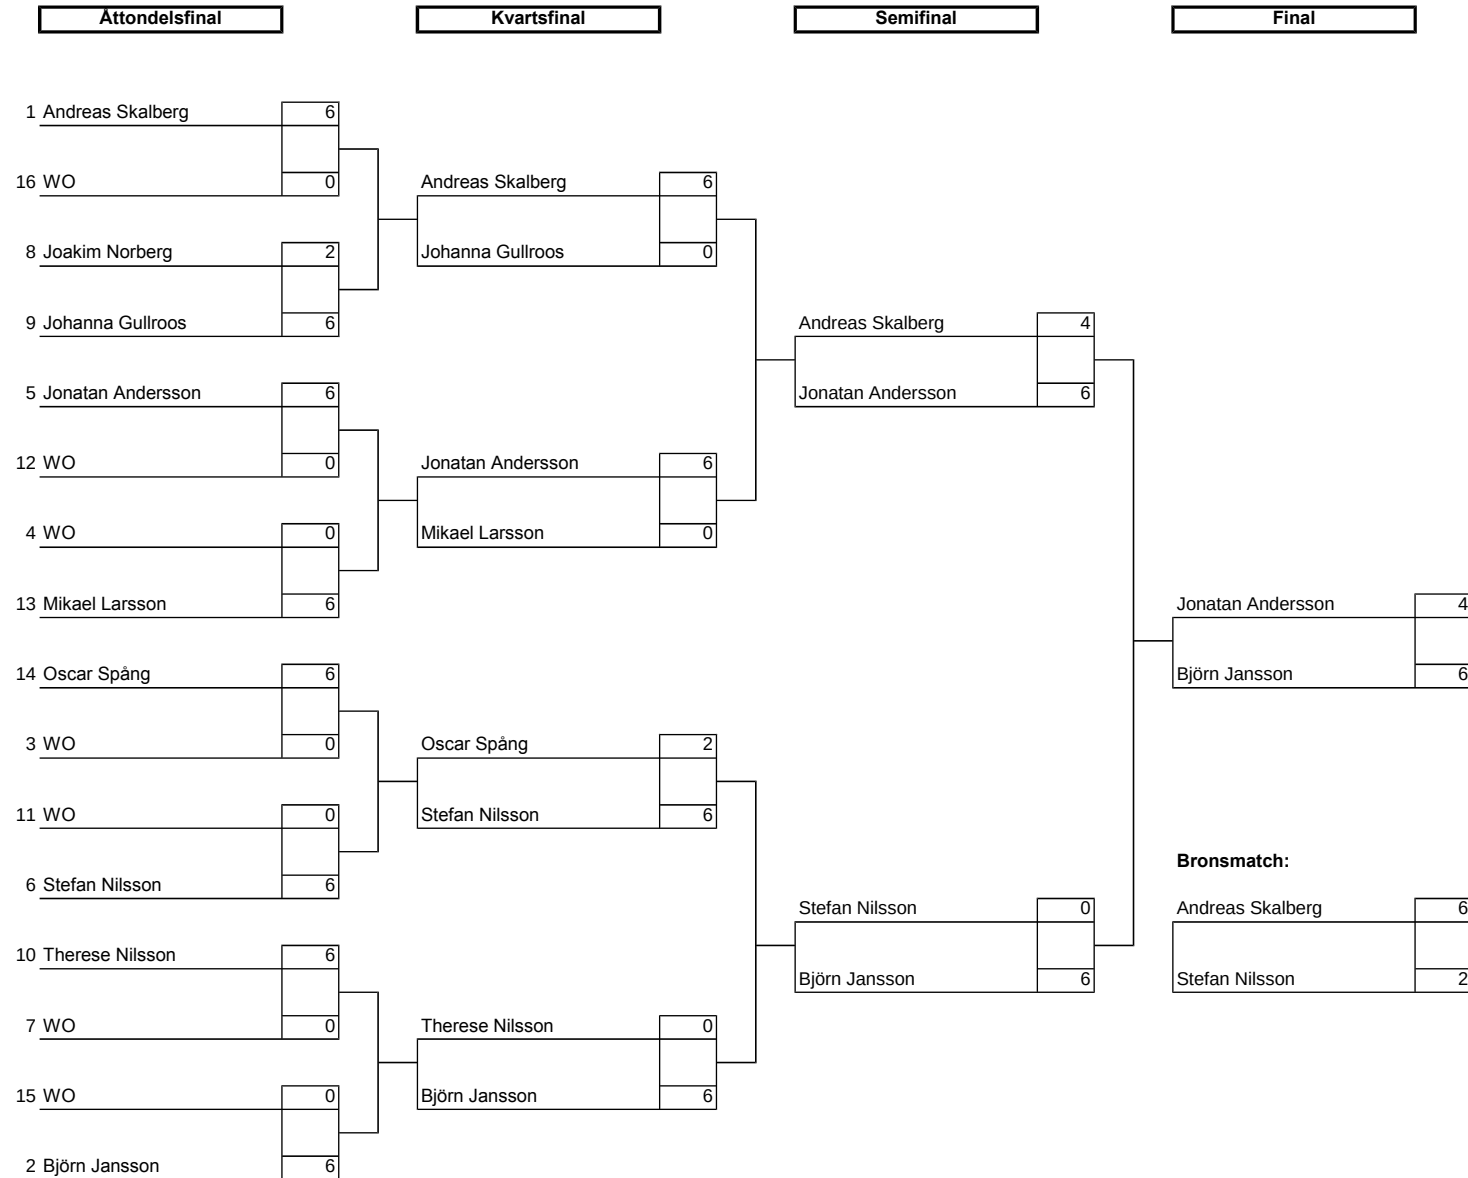 Åttondelsfinal Kvartsfinal Semifinal Final
1 Andreas Skalberg 6
16 WO 0 Andreas Skalberg 6
8 Joakim Norberg 2 Johanna Gullroos 0
9 Johanna Gullroos 6 Andreas Skalberg 4
5 Jonatan Andersson 6 Jonatan Andersson 6
12 WO 0 Jonatan Andersson 6
4 WO 0 Mikael Larsson 0
13 Mikael Larsson 6 Jonatan Andersson 4
14 Oscar Spång 6 Björn Jansson 6
3 WO 0 Oscar Spång 2
11 WO 0 Stefan Nilsson 6
Bronsmatch:
6 Stefan Nilsson 6
Stefan Nilsson 0 Andreas Skalberg 6
10 Therese Nilsson 6
Björn Jansson 6 Stefan Nilsson 2
7 WO 0 Therese Nilsson 0
15 WO 0 Björn Jansson 6
2 Björn Jansson 6